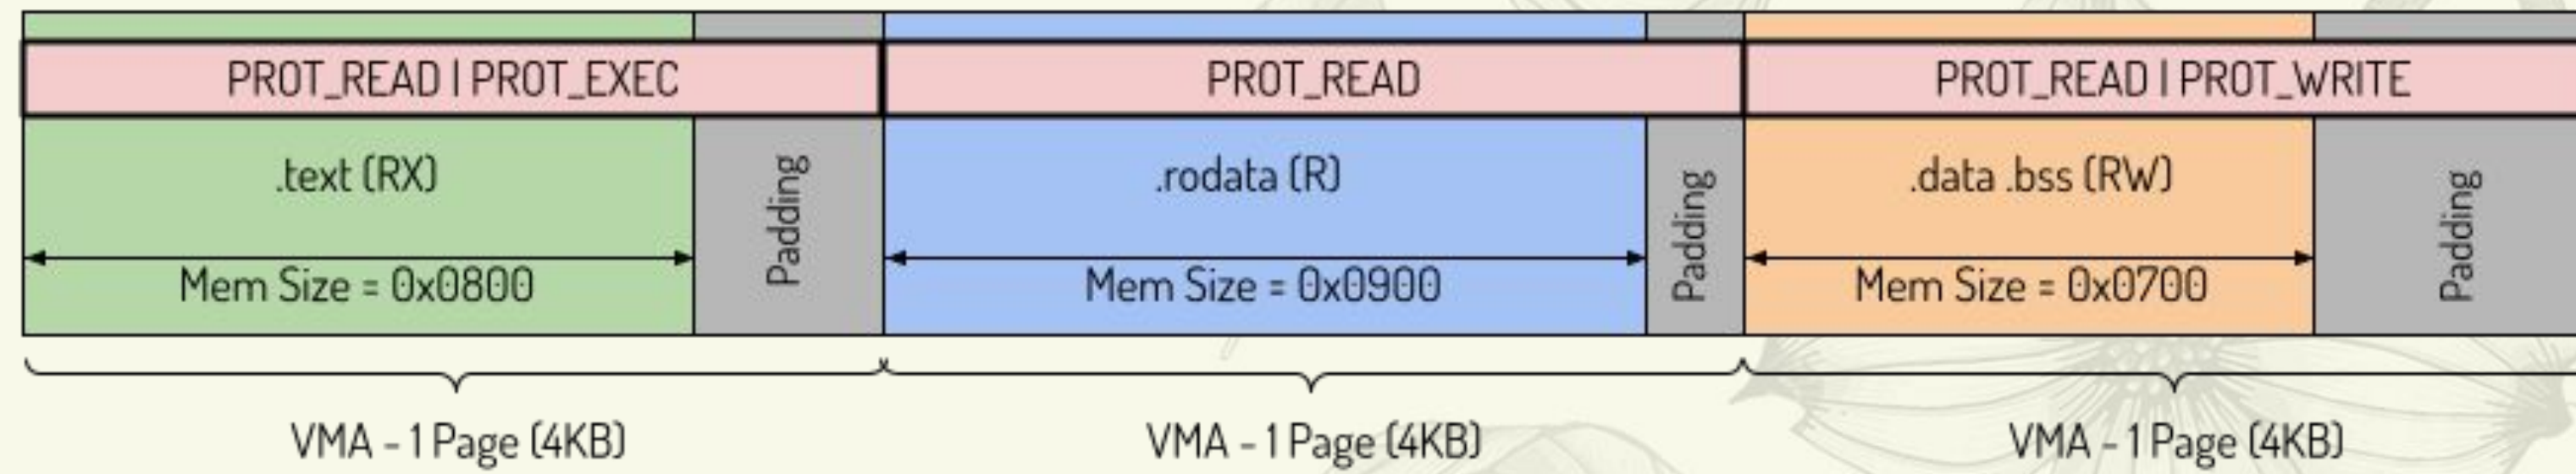 PROT_READ | PROT_EXEC
PROT_READ
PROT_READ | PROT_WRITE
.text (RX)
Padding
.rodata (R)
Padding
.data .bss (RW)
Padding
Mem Size = 0x0800
Mem Size = 0x0900
Mem Size = 0x0700
VMA - 1 Page (4KB)
VMA - 1 Page (4KB)
VMA - 1 Page (4KB)